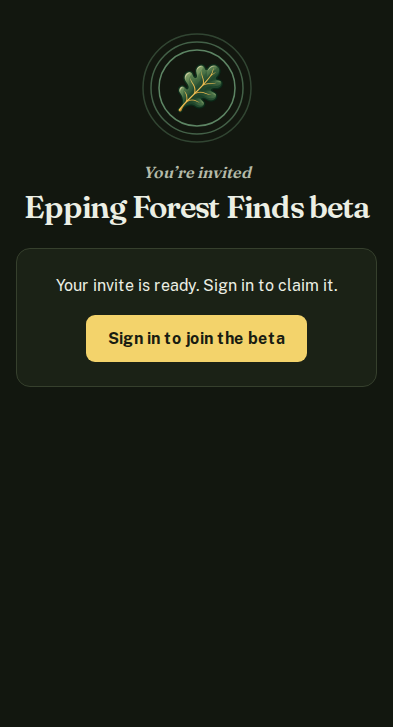 You're invited
Epping Forest Finds beta
Your invite is ready. Sign in to claim it.
Sign in to join the beta